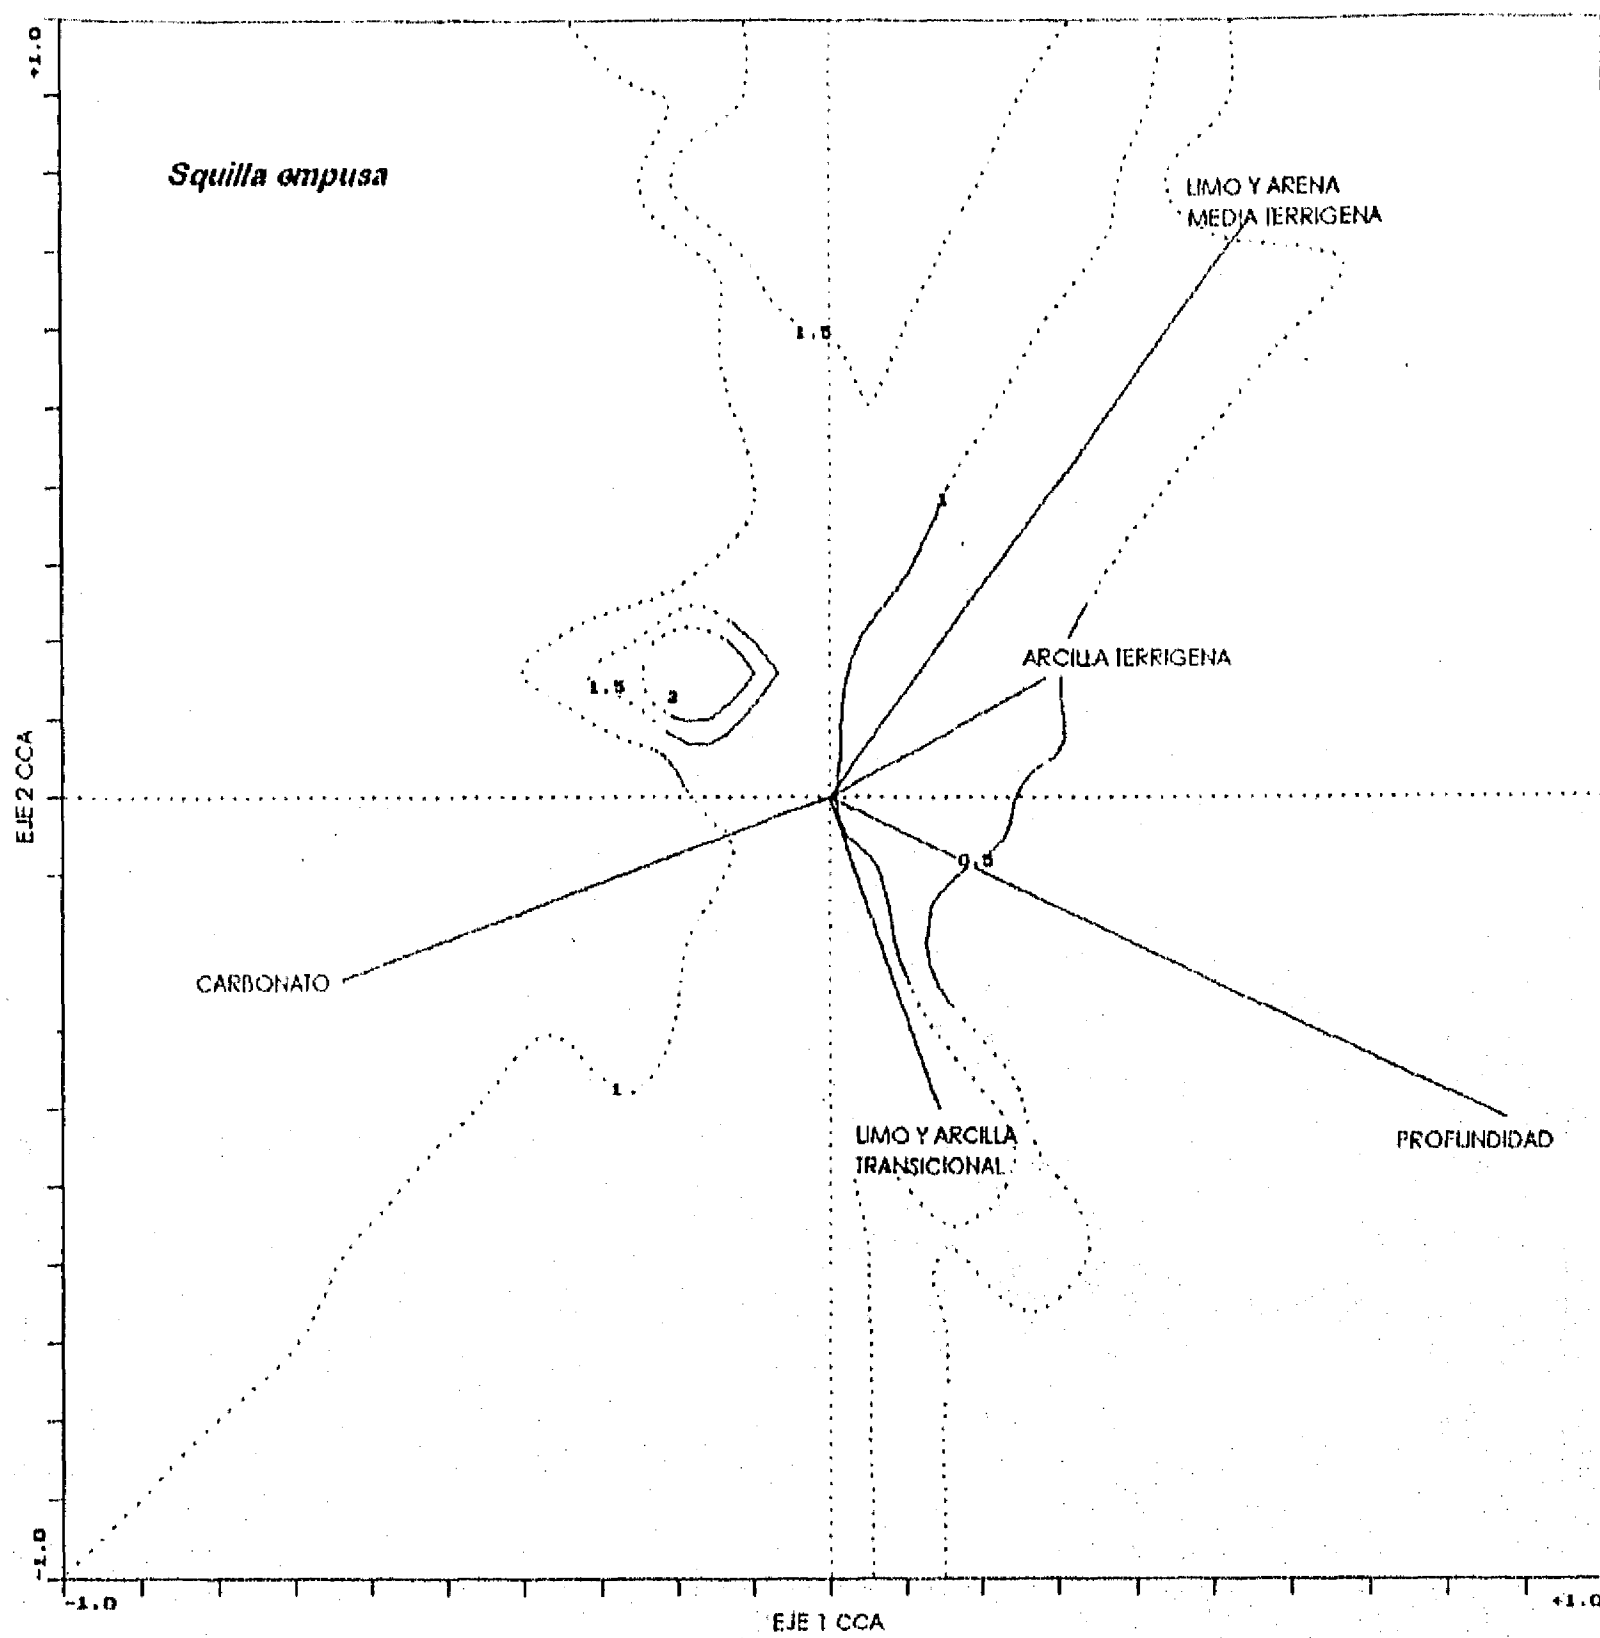 +1.0
Squilla empusa
LIMO Y ARENA
MEDIA TERRIGENA
1.5
1
ARCILLA TERRIGENA
1.5
2
EJE 2 CCA
0.5
CARBONATO
1
LIMO Y ARCILLA
TRANSICIONAL
PROFUNDIDAD
-1.0
-1.0
+1.0
EJE 1 CCA